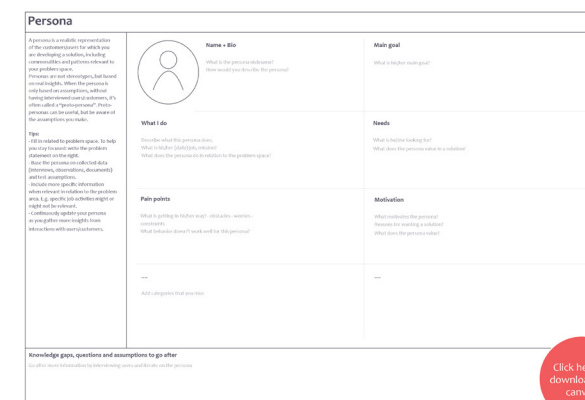 Persona
A persona is a realistic representation
of the customers/users for which you
are developing a solution, including
commonalities and patterns relevant to
your problem space.
Personas are not stereotypes, but based
on real insights. When the persona is
only based on assumptions, without
having interviewed users/customers, it's
often called a "proto-persona". Proto-
personas can be useful, but be aware of
the assumptions you make.
Tips:
- Fill in related to problem space. To help
you stay focused: write the problem
statement on the right.
- Base the persona on collected data
(interviews, observations, documents)
and test assumptions.
- Include more specific information
when relevant in relation to the problem
area. E.g. specific job activities might or
might not be relevant.
- Continuously update your persona
as you gather more insights from
interactions with users/customers.
Name + Bio
What is the persona nickname?
How would you describe the persona?
Main goal
What is his/her main goal?
What I do
Describe what the persona does.
What is his/her (daily) job, mission?
What does the persona do in relation to the problem space?
Needs
What is he/she looking for?
What does the persona value in a solution?
Pain points
What is getting in his/her way? - obstacles - worries -
constraints
What behavior doesn't work well for this persona?
Motivation
What motivates the persona?
Reasons for wanting a solution?
What does the persona value?
...
Add categories that you miss
...
Knowledge gaps, questions and assumptions to go after
Go after more information by interviewing users and iterate on the persona
Click he
downloa
canv